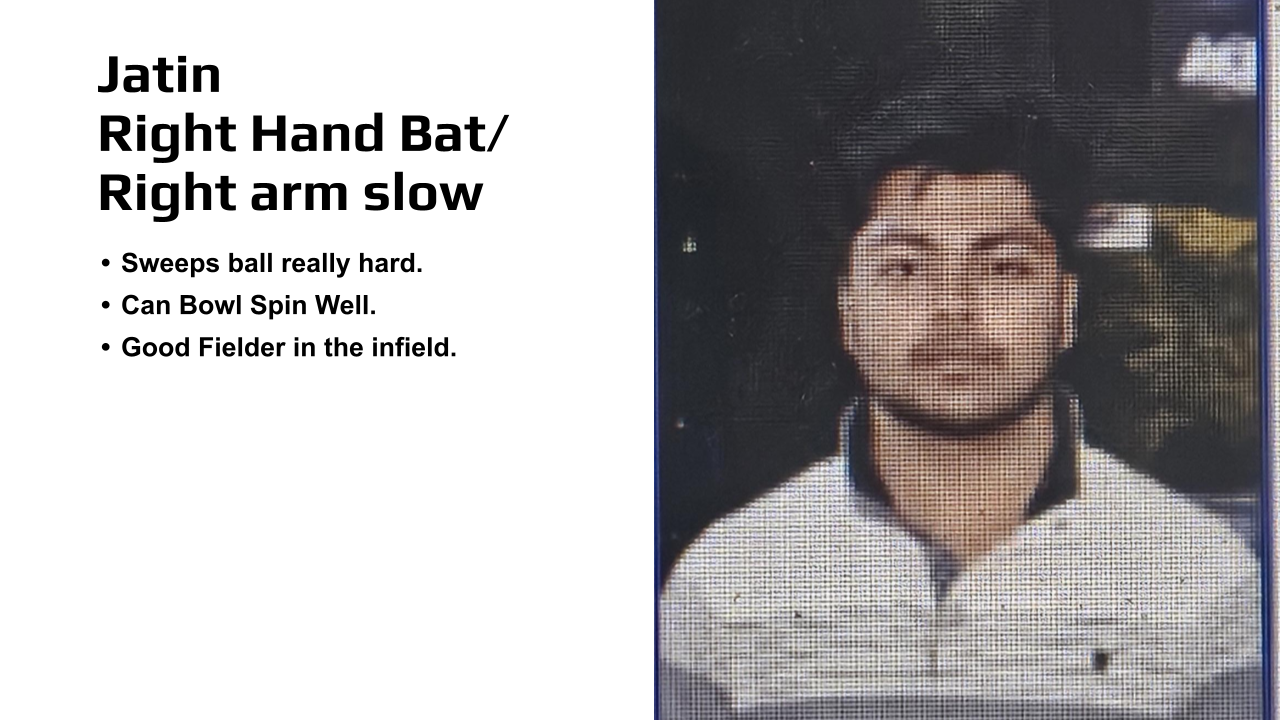 Jatin
Right Hand Bat/
Right arm slow
• Sweeps ball really hard.
• Can Bowl Spin Well.
• Good Fielder in the infield.